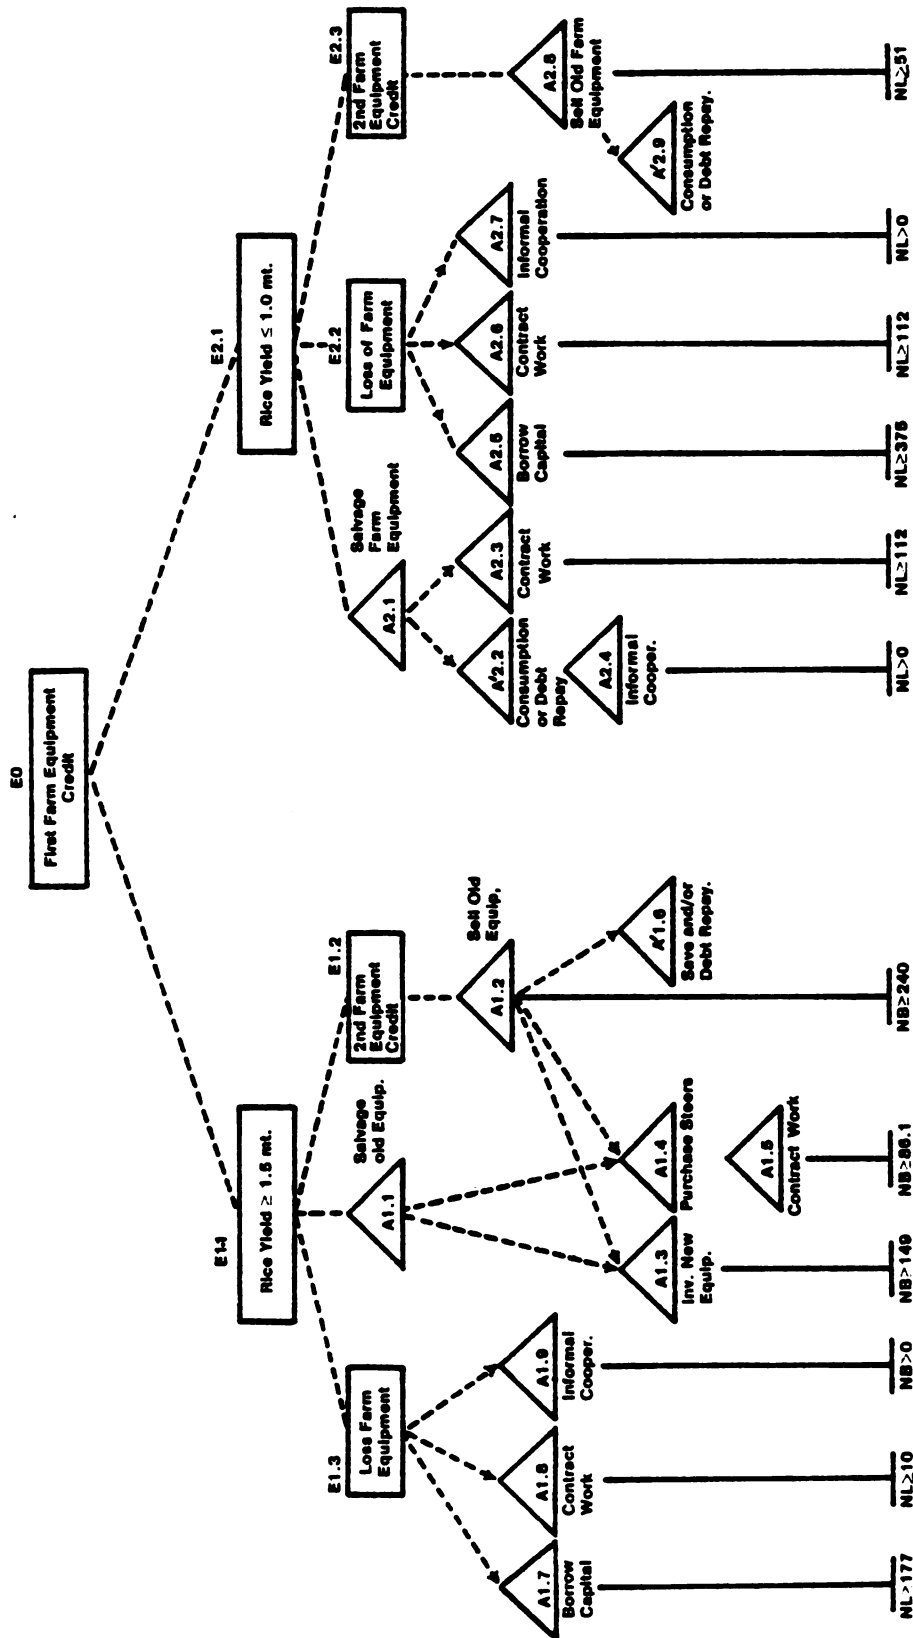 E0
First Farm Equipment
Credit
E1.1
Rice Yield ≥ 1.5 mt.
E2.1
Rice Yield ≤ 1.0 mt.
E1.3
Loss Farm
Equipment
Salvage
old Equip.
A1.1
E1.2
2nd Farm
Equipment
Credit
Salvage
Farm
Equipment
A2.1
E2.2
Loss of Farm
Equipment
E2.3
2nd Farm
Equipment
Credit
Sell Old
Equip.
A1.2
A'2.2
Consumption
or Debt
Repay
A2.3
Contract
Work
A2.5
Borrow
Capital
A2.6
Contract
Work
A2.7
Informal
Cooperation
A2.8
Sell Old Farm
Equipment
A1.7
Borrow
Capital
A1.8
Contract
Work
A1.9
Informal
Cooper.
A1.3
Inv. New
Equip.
A1.4
Purchase Steers
A'1.6
Save and/or
Debt Repay.
A2.4
Informal
Cooper.
A'2.9
Consumption
or Debt Repay.
A1.5
Contract Work
NL≥177
NL≥10
NB>0
NB≥149
NB≥86.1
NB≥240
NL>0
NL≥112
NL≥375
NL≥112
NL>0
NL≥51